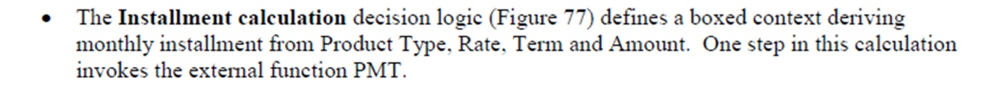 • The Installment calculation decision logic (Figure 77) defines a boxed context deriving
monthly installment from Product Type, Rate, Term and Amount.  One step in this calculation
invokes the external function PMT.